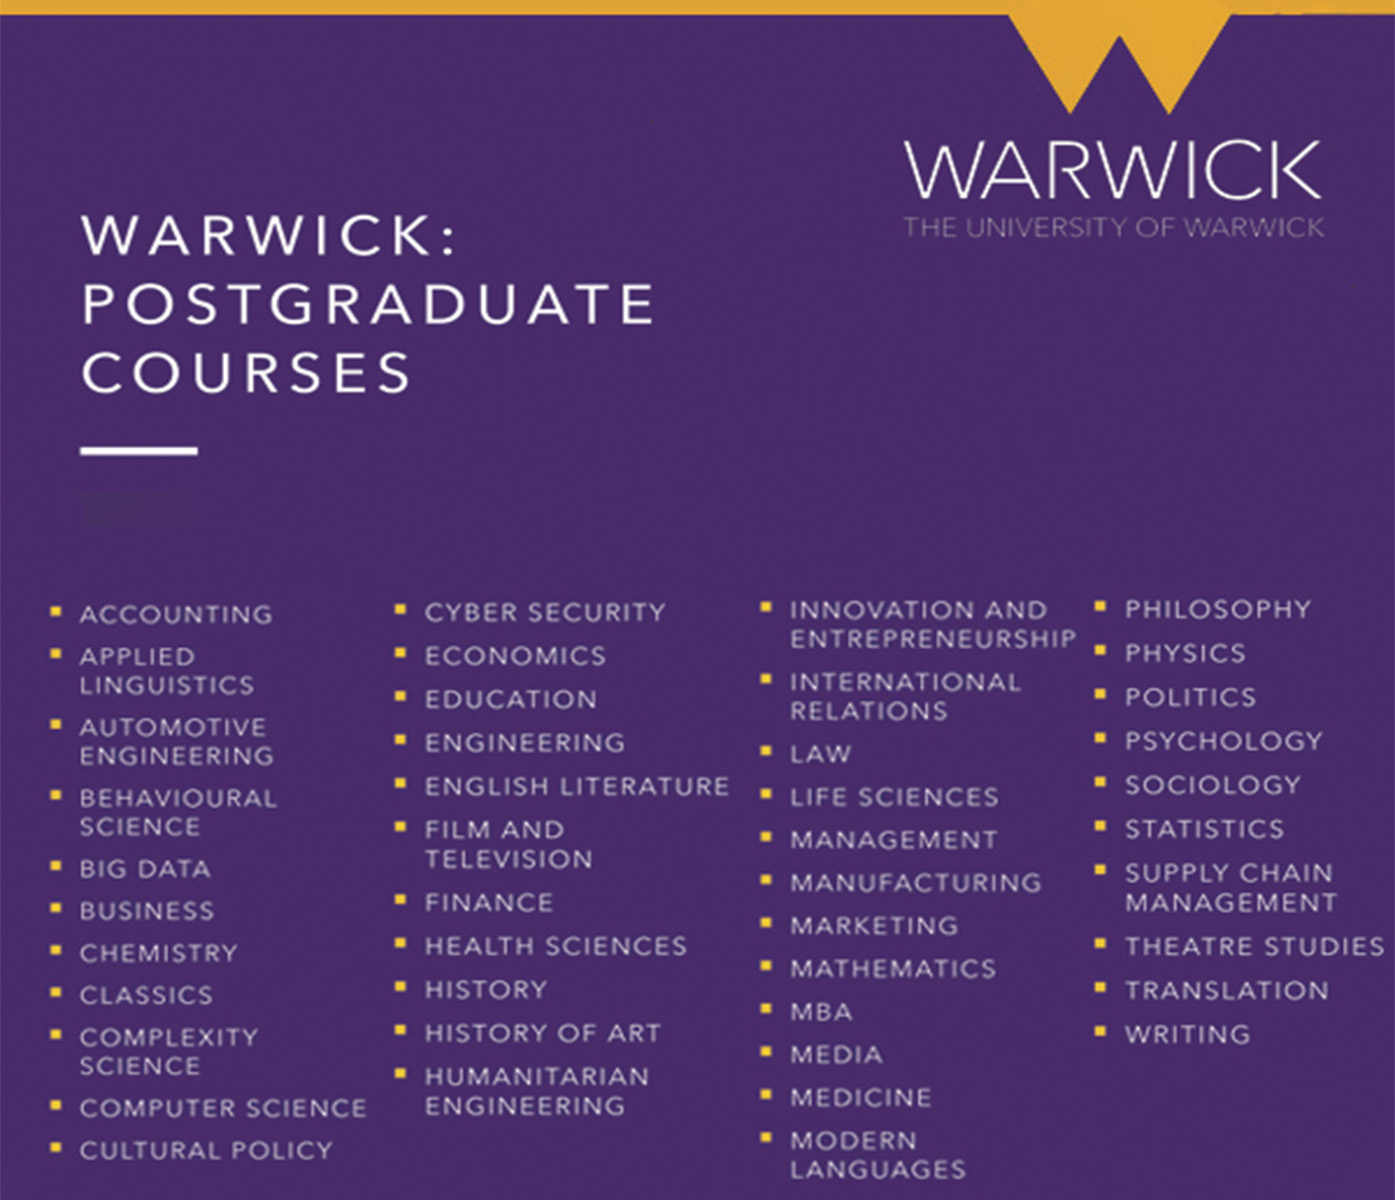 WARWICK
THE UNIVERSITY OF WARWICK
WARWICK:
POSTGRADUATE
COURSES
ACCOUNTING
APPLIED
LINGUISTICS
AUTOMOTIVE
ENGINEERING
BEHAVIOURAL
SCIENCE
BIG DATA
BUSINESS
CHEMISTRY
CLASSICS
COMPLEXITY
SCIENCE
COMPUTER SCIENCE
CULTURAL POLICY
CYBER SECURITY
ECONOMICS
EDUCATION
ENGINEERING
ENGLISH LITERATURE
FILM AND
TELEVISION
FINANCE
HEALTH SCIENCES
HISTORY
HISTORY OF ART
HUMANITARIAN
ENGINEERING
INNOVATION AND
ENTREPRENEURSHIP
INTERNATIONAL
RELATIONS
LAW
LIFE SCIENCES
MANAGEMENT
MANUFACTURING
MARKETING
MATHEMATICS
MBA
MEDIA
MEDICINE
MODERN
LANGUAGES
PHILOSOPHY
PHYSICS
POLITICS
PSYCHOLOGY
SOCIOLOGY
STATISTICS
SUPPLY CHAIN
MANAGEMENT
THEATRE STUDIES
TRANSLATION
WRITING